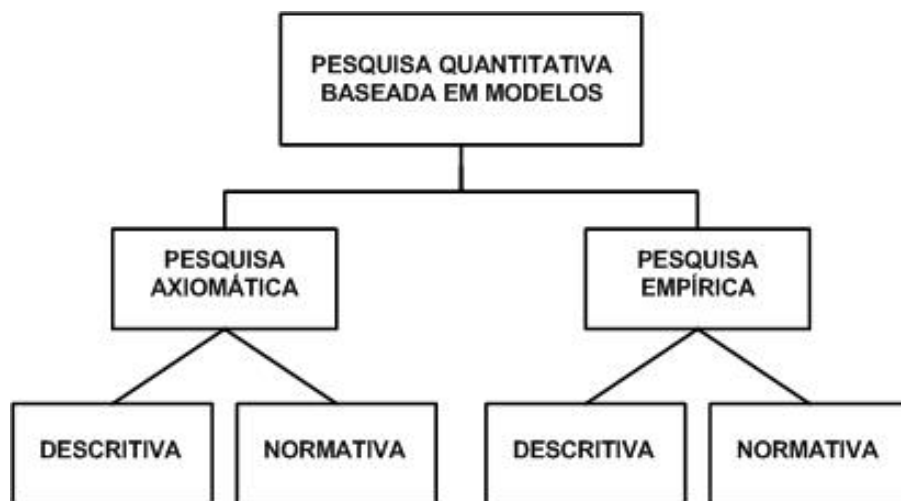 PESQUISA QUANTITATIVA
BASEADA EM MODELOS
PESQUISA
AXIOMÁTICA
PESQUISA
EMPÍRICA
DESCRITIVA
NORMATIVA
DESCRITIVA
NORMATIVA